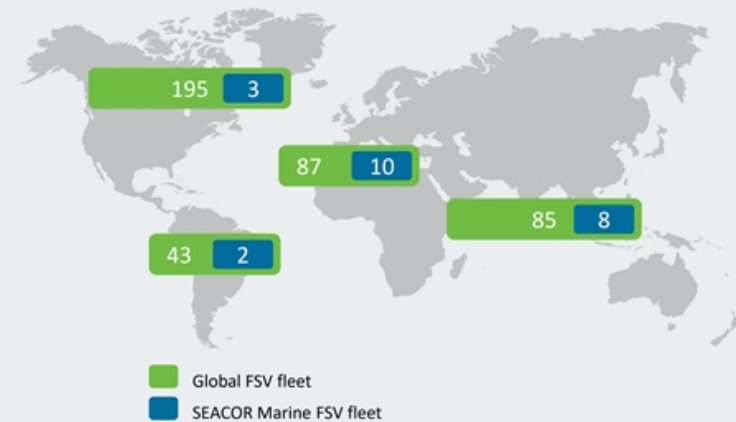 195 3
87 10
85 8
43 2
Global FSV fleet
SEACOR Marine FSV fleet